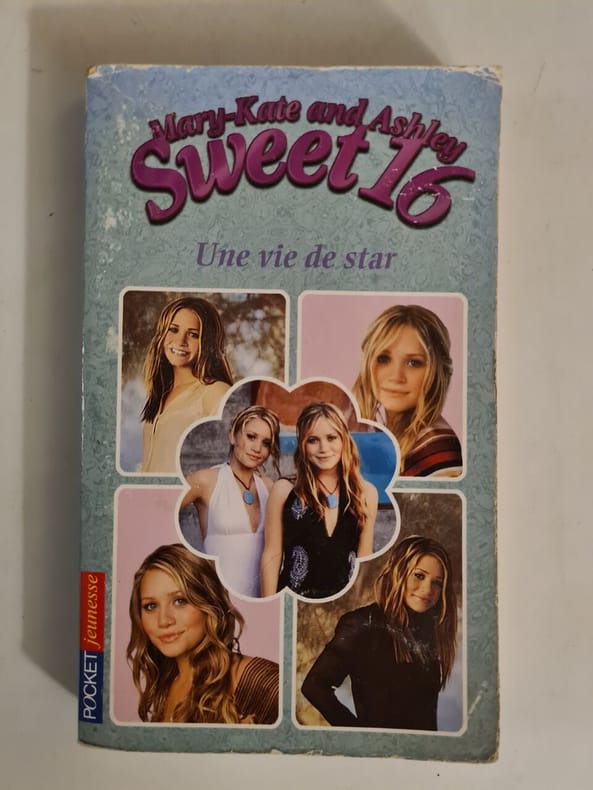 Mary-Kate and Ashley
Sweet 16
Une vie de star
POCKET jeunesse